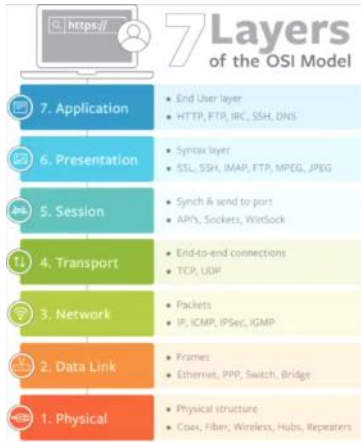 https://
7 Layers
of the OSI Model
7. Application
• End User layer
• HTTP, FTP, IRC, SSH, DNS
6. Presentation
• Syntax layer
• SSL, SSH, IMAP, FTP, MPEG, JPEG
5. Session
• Synch & send to port
• API's, Sockets, WinSock
4. Transport
• End-to-end connections
• TCP, UDP
3. Network
• Packets
• IP, ICMP, IPSec, IGMP
2. Data Link
• Frames
• Ethernet, PPP, Switch, Bridge
1. Physical
• Physical structure
• Coax, Fiber, Wireless, Hubs, Repeaters